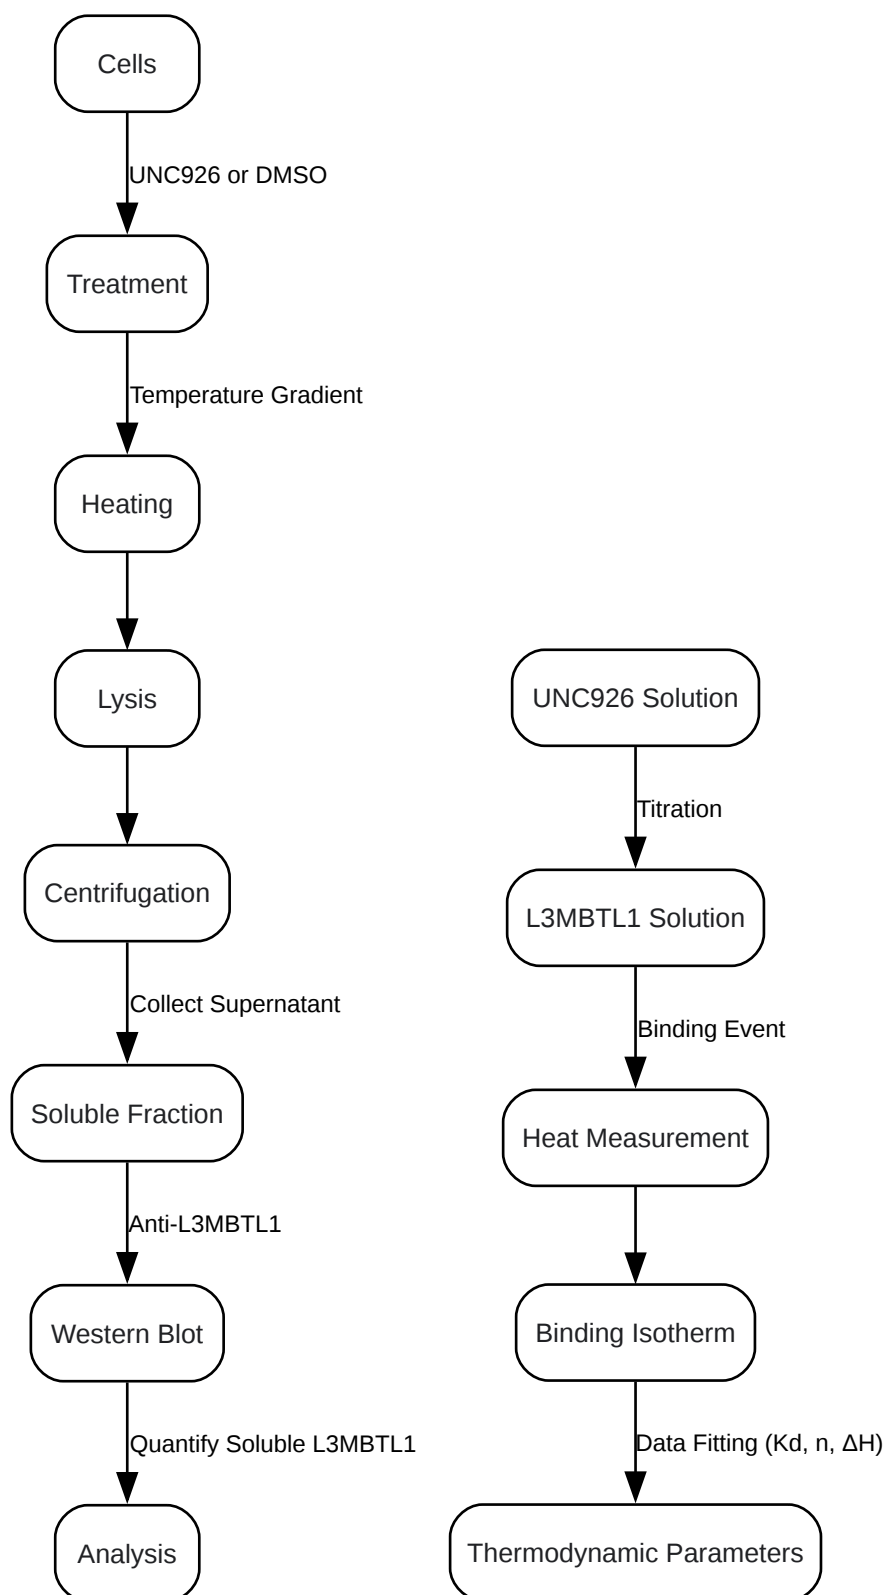 Cells
UNC926 or DMSO
Treatment
Temperature Gradient
Heating
Lysis
Centrifugation
Collect Supernatant
Soluble Fraction
Anti-L3MBTL1
Western Blot
Quantify Soluble L3MBTL1
Analysis
UNC926 Solution
Titration
L3MBTL1 Solution
Binding Event
Heat Measurement
Binding Isotherm
Data Fitting (Kd, n, ΔH)
Thermodynamic Parameters